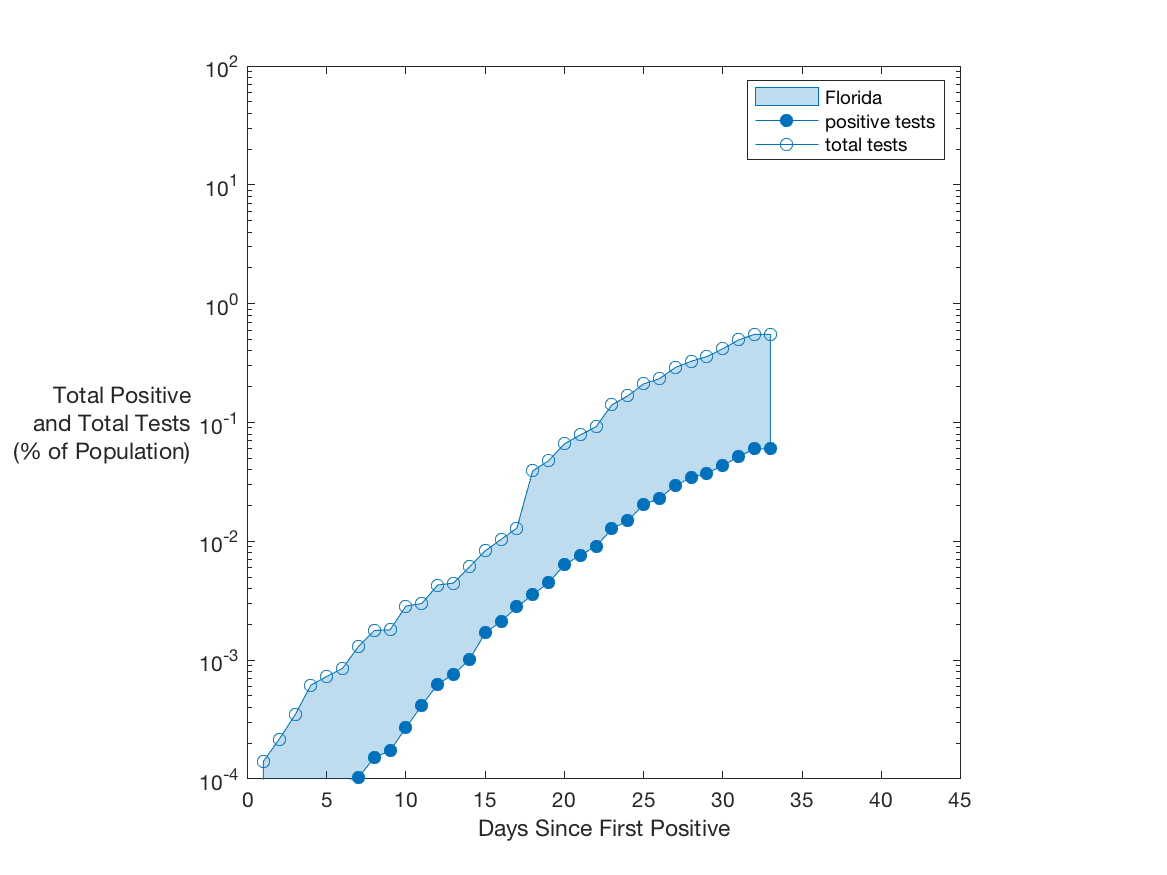 10^2
10^1
10^0
10^-1
10^-2
10^-3
10^-4
Total Positive
and Total Tests
(% of Population)
Florida
positive tests
total tests
0 5 10 15 20 25 30 35 40 45
Days Since First Positive